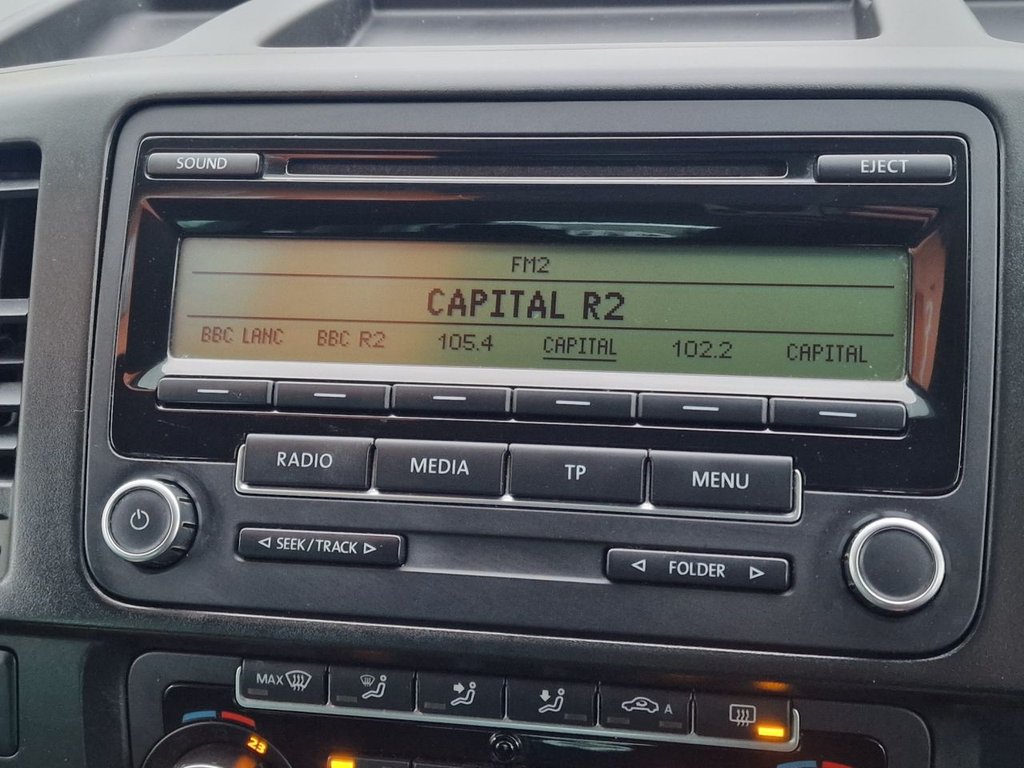 SOUND EJECT
FM2
CAPITAL R2
BBC LANC BBC R2 105.4 CAPITAL 102.2 CAPITAL
RADIO MEDIA TP MENU
SEEK/TRACK FOLDER
MAX A
23